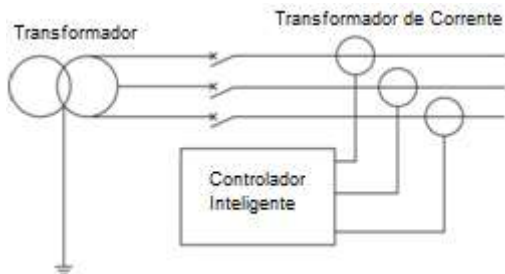 Transformador de Corrente
Transformador
Controlador
Inteligente